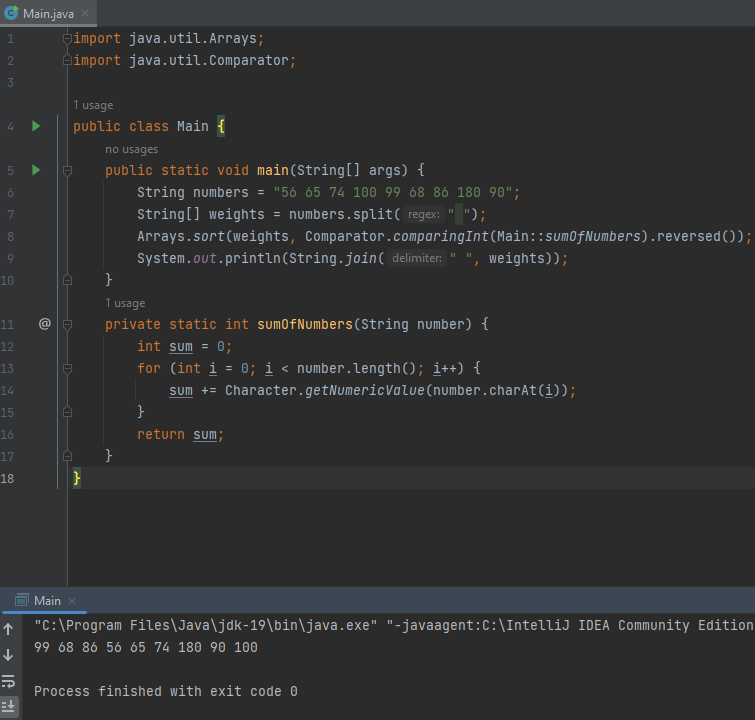 Main.java
1 import java.util.Arrays;
2 import java.util.Comparator;
3
1 usage
4 public class Main {
no usages
5 public static void main(String[] args) {
6 String numbers = "56 65 74 100 99 68 86 180 90";
7 String[] weights = numbers.split( regex: " ");
8 Arrays.sort(weights, Comparator.comparingInt(Main::sumOfNumbers).reversed());
9 System.out.println(String.join( delimiter: " ", weights));
10 }
1 usage
11 @ private static int sumOfNumbers(String number) {
12 int sum = 0;
13 for (int i = 0; i < number.length(); i++) {
14 sum += Character.getNumericValue(number.charAt(i));
15 }
16 return sum;
17 }
18 }
Main
"C:\Program Files\Java\jdk-19\bin\java.exe" "-javaagent:C:\IntelliJ IDEA Community Edition
99 68 86 56 65 74 180 90 100
Process finished with exit code 0